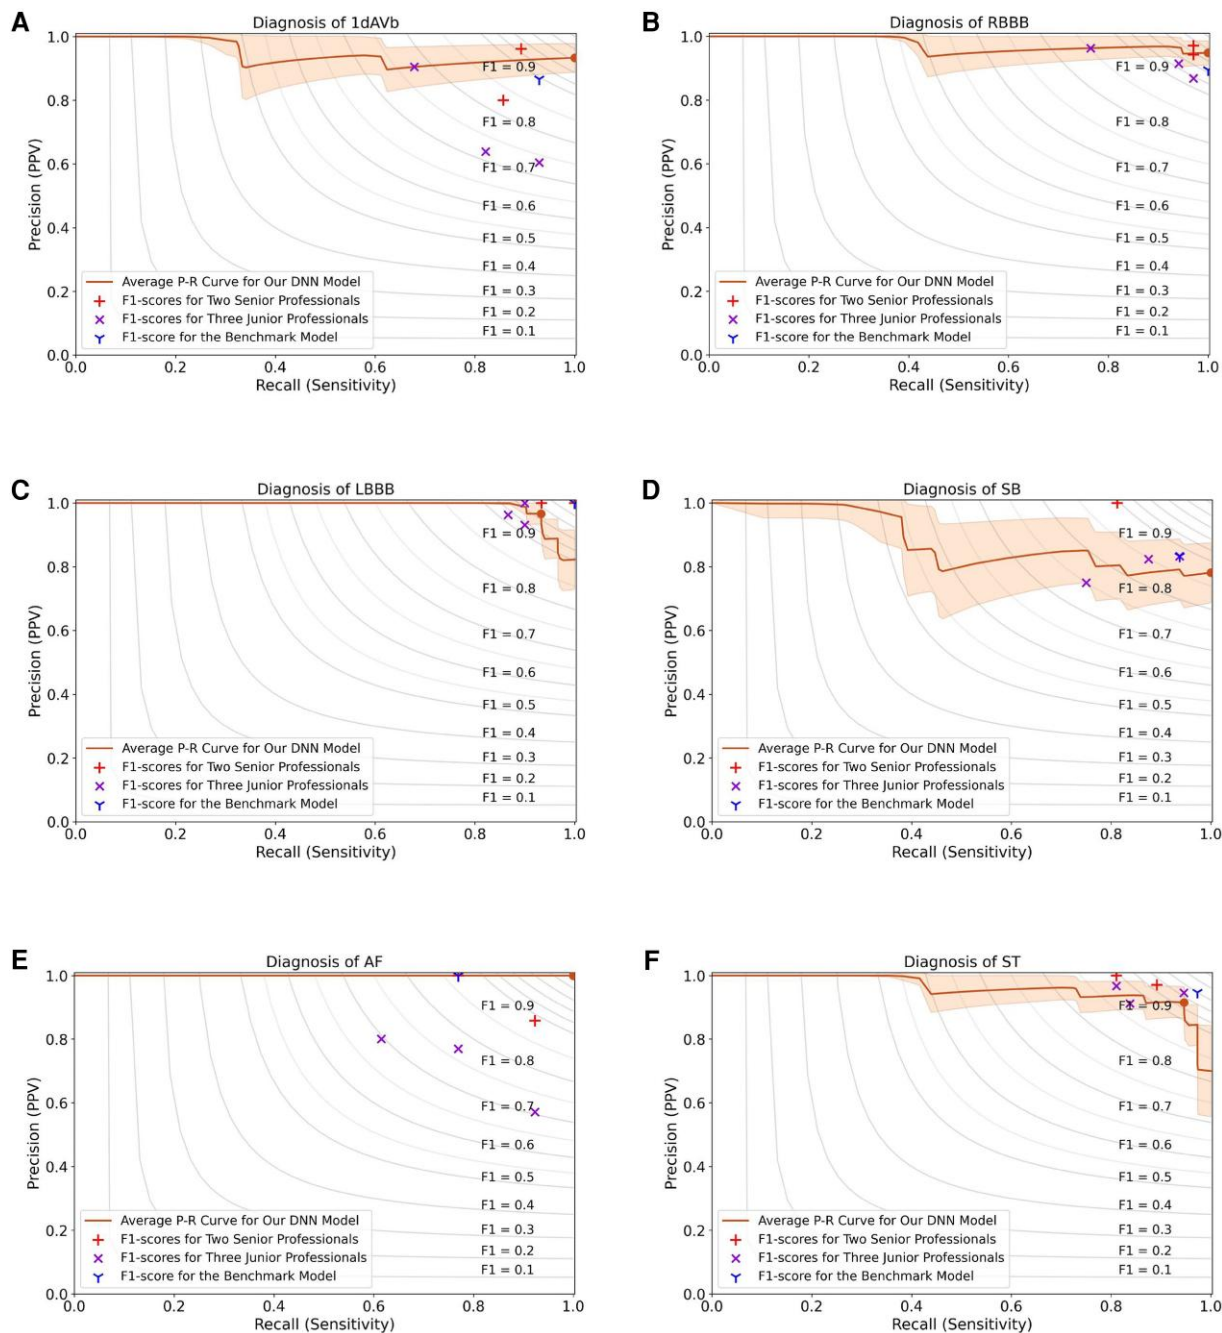 A
Diagnosis of 1dAVb
1.0
0.8
0.6
0.4
0.2
0.0
Precision (PPV)
F1 = 0.9
F1 = 0.8
F1 = 0.7
F1 = 0.6
F1 = 0.5
F1 = 0.4
F1 = 0.3
F1 = 0.2
F1 = 0.1
Average P-R Curve for Our DNN Model
F1-scores for Two Senior Professionals
F1-scores for Three Junior Professionals
F1-score for the Benchmark Model
0.0 0.2 0.4 0.6 0.8 1.0
Recall (Sensitivity)
B
Diagnosis of RBBB
1.0
0.8
0.6
0.4
0.2
0.0
Precision (PPV)
F1 = 0.9
F1 = 0.8
F1 = 0.7
F1 = 0.6
F1 = 0.5
F1 = 0.4
F1 = 0.3
F1 = 0.2
F1 = 0.1
Average P-R Curve for Our DNN Model
F1-scores for Two Senior Professionals
F1-scores for Three Junior Professionals
F1-score for the Benchmark Model
0.0 0.2 0.4 0.6 0.8 1.0
Recall (Sensitivity)
C
Diagnosis of LBBB
1.0
0.8
0.6
0.4
0.2
0.0
Precision (PPV)
F1 = 0.9
F1 = 0.8
F1 = 0.7
F1 = 0.6
F1 = 0.5
F1 = 0.4
F1 = 0.3
F1 = 0.2
F1 = 0.1
Average P-R Curve for Our DNN Model
F1-scores for Two Senior Professionals
F1-scores for Three Junior Professionals
F1-score for the Benchmark Model
0.0 0.2 0.4 0.6 0.8 1.0
Recall (Sensitivity)
D
Diagnosis of SB
1.0
0.8
0.6
0.4
0.2
0.0
Precision (PPV)
F1 = 0.9
F1 = 0.8
F1 = 0.7
F1 = 0.6
F1 = 0.5
F1 = 0.4
F1 = 0.3
F1 = 0.2
F1 = 0.1
Average P-R Curve for Our DNN Model
F1-scores for Two Senior Professionals
F1-scores for Three Junior Professionals
F1-score for the Benchmark Model
0.0 0.2 0.4 0.6 0.8 1.0
Recall (Sensitivity)
E
Diagnosis of AF
1.0
0.8
0.6
0.4
0.2
0.0
Precision (PPV)
F1 = 0.9
F1 = 0.8
F1 = 0.7
F1 = 0.6
F1 = 0.5
F1 = 0.4
F1 = 0.3
F1 = 0.2
F1 = 0.1
Average P-R Curve for Our DNN Model
F1-scores for Two Senior Professionals
F1-scores for Three Junior Professionals
F1-score for the Benchmark Model
0.0 0.2 0.4 0.6 0.8 1.0
Recall (Sensitivity)
F
Diagnosis of ST
1.0
0.8
0.6
0.4
0.2
0.0
Precision (PPV)
F1 = 0.9
F1 = 0.8
F1 = 0.7
F1 = 0.6
F1 = 0.5
F1 = 0.4
F1 = 0.3
F1 = 0.2
F1 = 0.1
Average P-R Curve for Our DNN Model
F1-scores for Two Senior Professionals
F1-scores for Three Junior Professionals
F1-score for the Benchmark Model
0.0 0.2 0.4 0.6 0.8 1.0
Recall (Sensitivity)